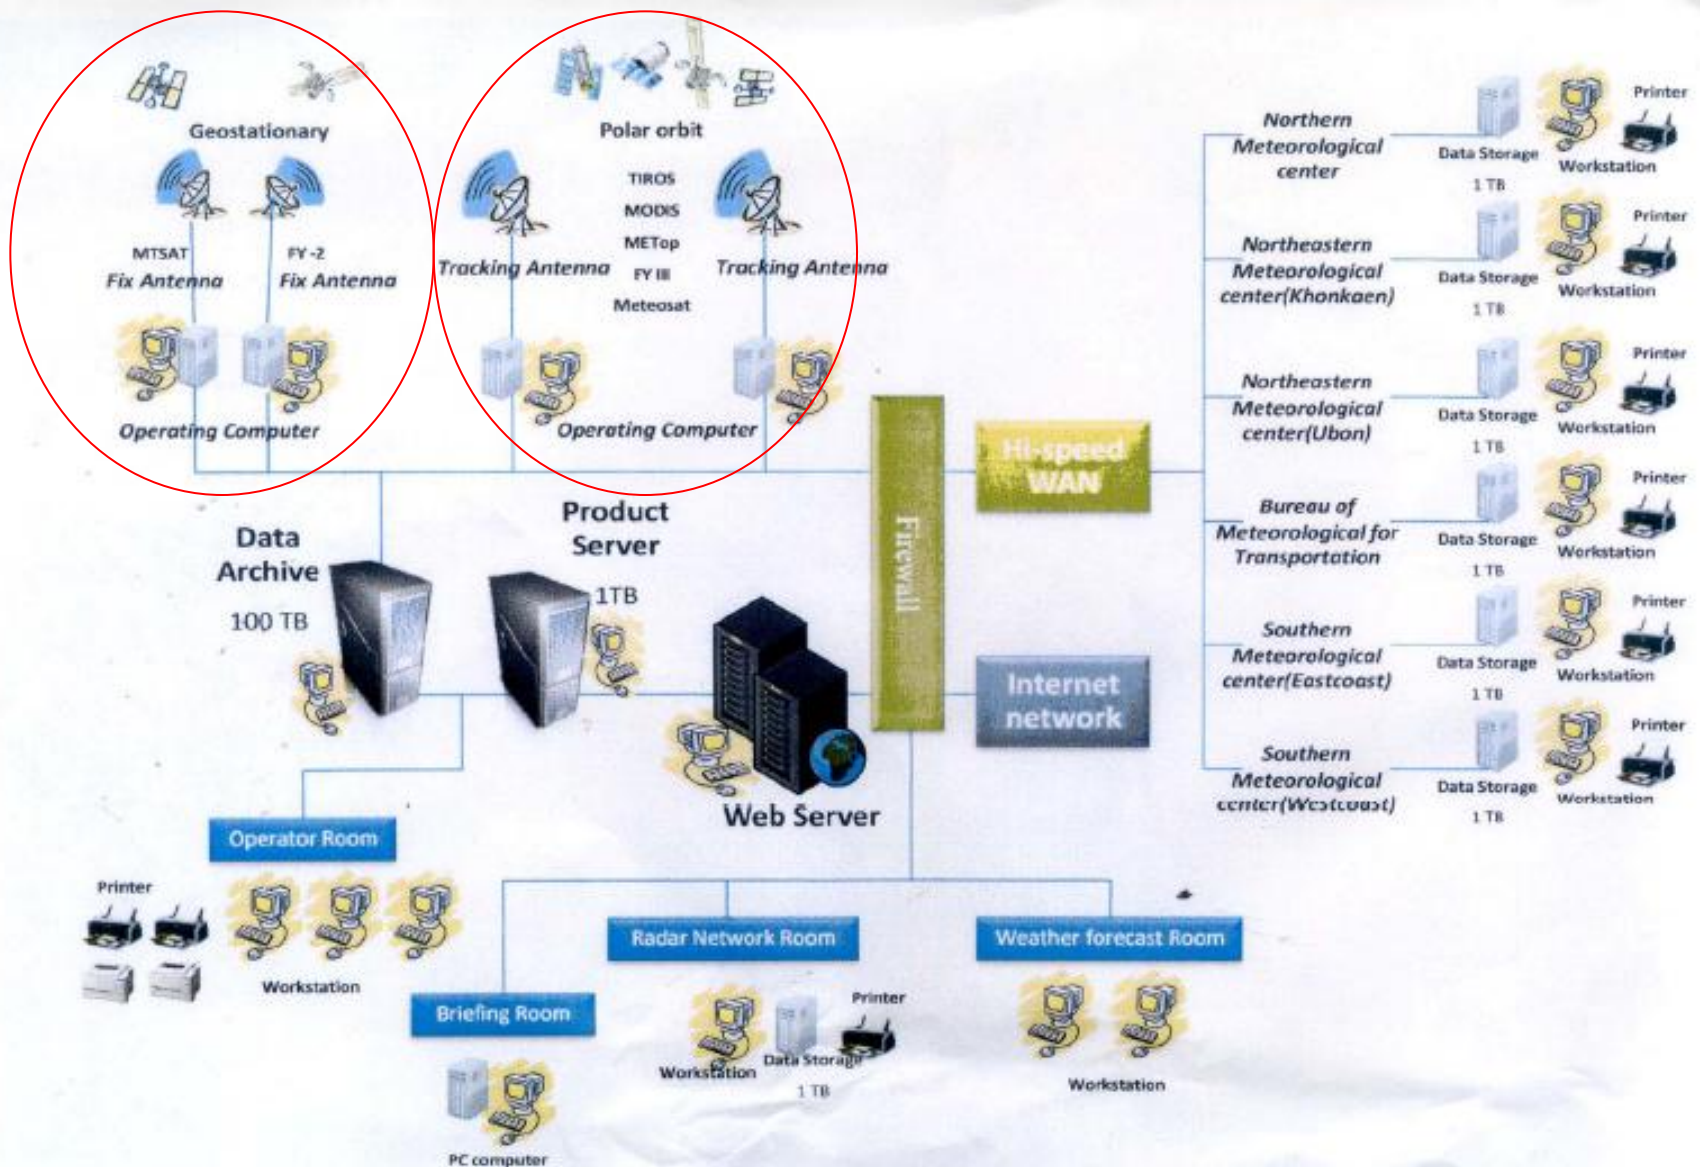 Geostationary
MTSAT
Fix Antenna
FY -2
Fix Antenna
Operating Computer
Polar orbit
TIROS
MODIS
METop
FY III
Meteosat
Tracking Antenna
Tracking Antenna
Operating Computer
Data
Archive
100 TB
Product
Server
1TB
Web Server
Firewall
Hi-speed
WAN
Internet
network
Northern
Meteorological
center
Data Storage
1 TB
Workstation
Printer
Northeastern
Meteorological
center(Khonkaen)
Data Storage
1 TB
Workstation
Printer
Northeastern
Meteorological
center(Ubon)
Data Storage
1 TB
Workstation
Printer
Bureau of
Meteorological for
Transportation
Data Storage
1 TB
Workstation
Printer
Southern
Meteorological
center(Eastcoast)
Data Storage
1 TB
Workstation
Printer
Southern
Meteorological
center(Westcoast)
Data Storage
1 TB
Workstation
Printer
Operator Room
Printer
Workstation
Briefing Room
PC computer
Radar Network Room
Workstation
Data Storage
1 TB
Printer
Weather forecast Room
Workstation